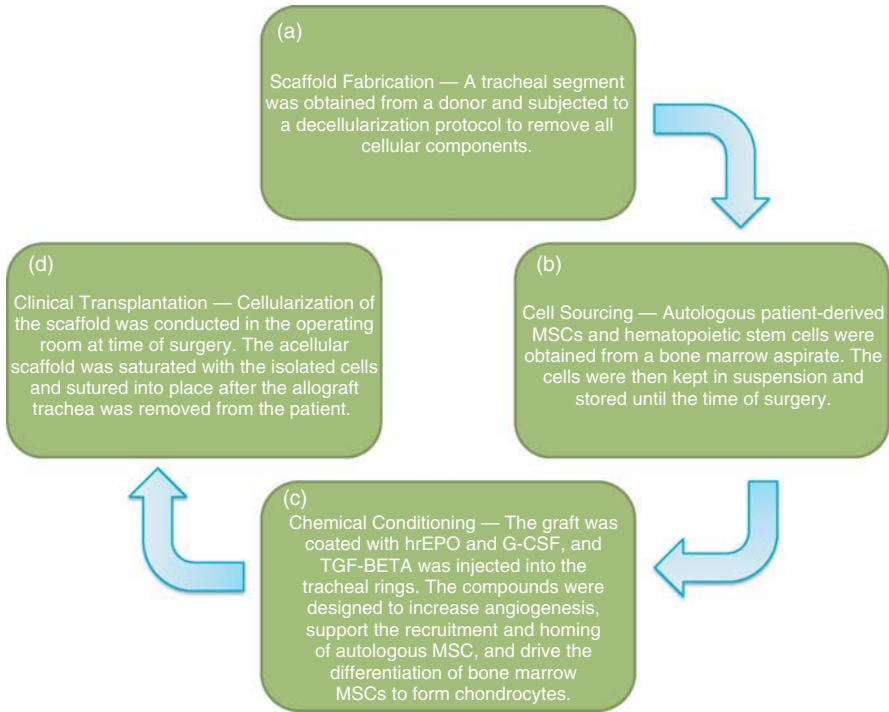 (a)
Scaffold Fabrication — A tracheal segment
was obtained from a donor and subjected to
a decellularization protocol to remove all
cellular components.
(b)
Cell Sourcing — Autologous patient-derived
MSCs and hematopoietic stem cells were
obtained from a bone marrow aspirate. The
cells were then kept in suspension and
stored until the time of surgery.
(c)
Chemical Conditioning — The graft was
coated with hrEPO and G-CSF, and
TGF-BETA was injected into the
tracheal rings. The compounds were
designed to increase angiogenesis,
support the recruitment and homing
of autologous MSC, and drive the
differentiation of bone marrow
MSCs to form chondrocytes.
(d)
Clinical Transplantation — Cellularization of
the scaffold was conducted in the operating
room at time of surgery. The acellular
scaffold was saturated with the isolated cells
and sutured into place after the allograft
trachea was removed from the patient.